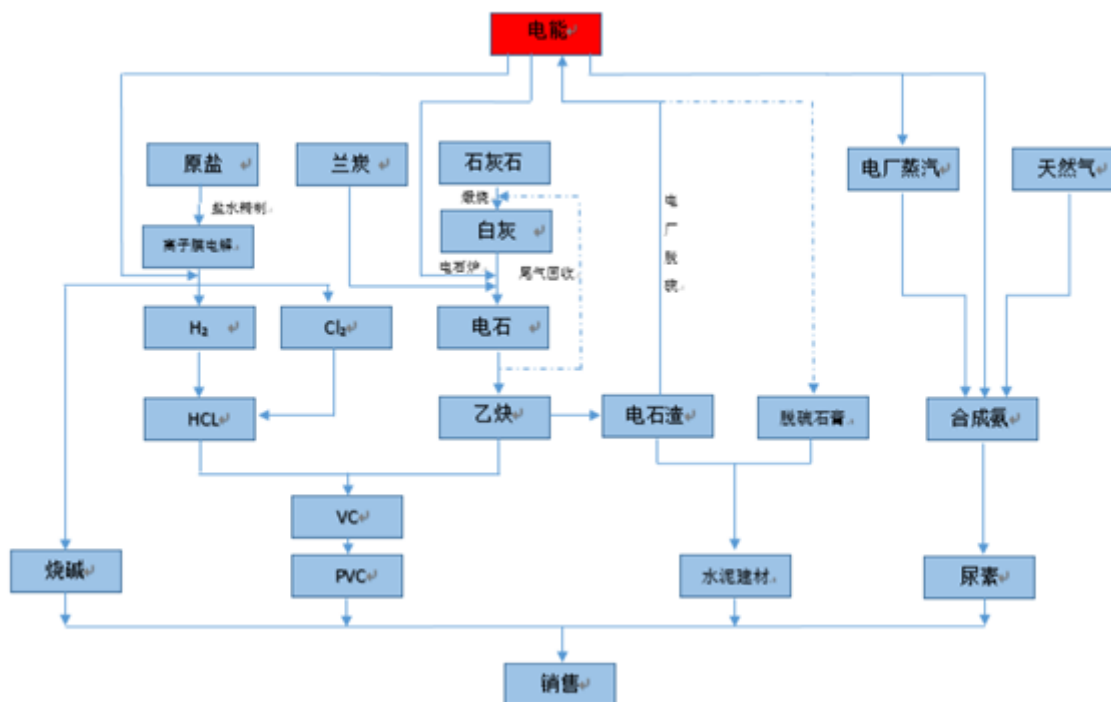 电能
原盐
兰炭
石灰石
电厂蒸汽
天然气
盐水精制
煅烧
离子膜电解
白灰
电石炉
尾气回收
电厂脱硫
H₂
Cl₂
电石
HCL
乙炔
电石渣
脱硫石膏
合成氨
VC
烧碱
PVC
水泥建材
尿素
销售